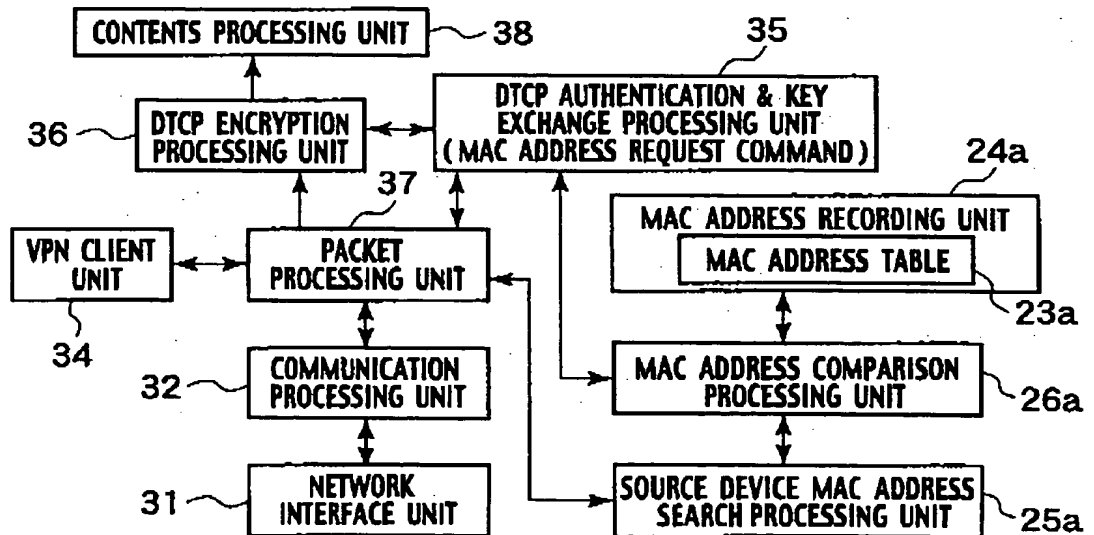 CONTENTS PROCESSING UNIT
38
35
DTCP AUTHENTICATION & KEY
EXCHANGE PROCESSING UNIT
( MAC ADDRESS REQUEST COMMAND )
36
DTCP ENCRYPTION
PROCESSING UNIT
24a
37
MAC ADDRESS RECORDING UNIT
MAC ADDRESS TABLE
23a
VPN CLIENT
UNIT
34
PACKET
PROCESSING UNIT
32
COMMUNICATION
PROCESSING UNIT
MAC ADDRESS COMPARISON
PROCESSING UNIT
26a
31
NETWORK
INTERFACE UNIT
SOURCE DEVICE MAC ADDRESS
SEARCH PROCESSING UNIT
25a